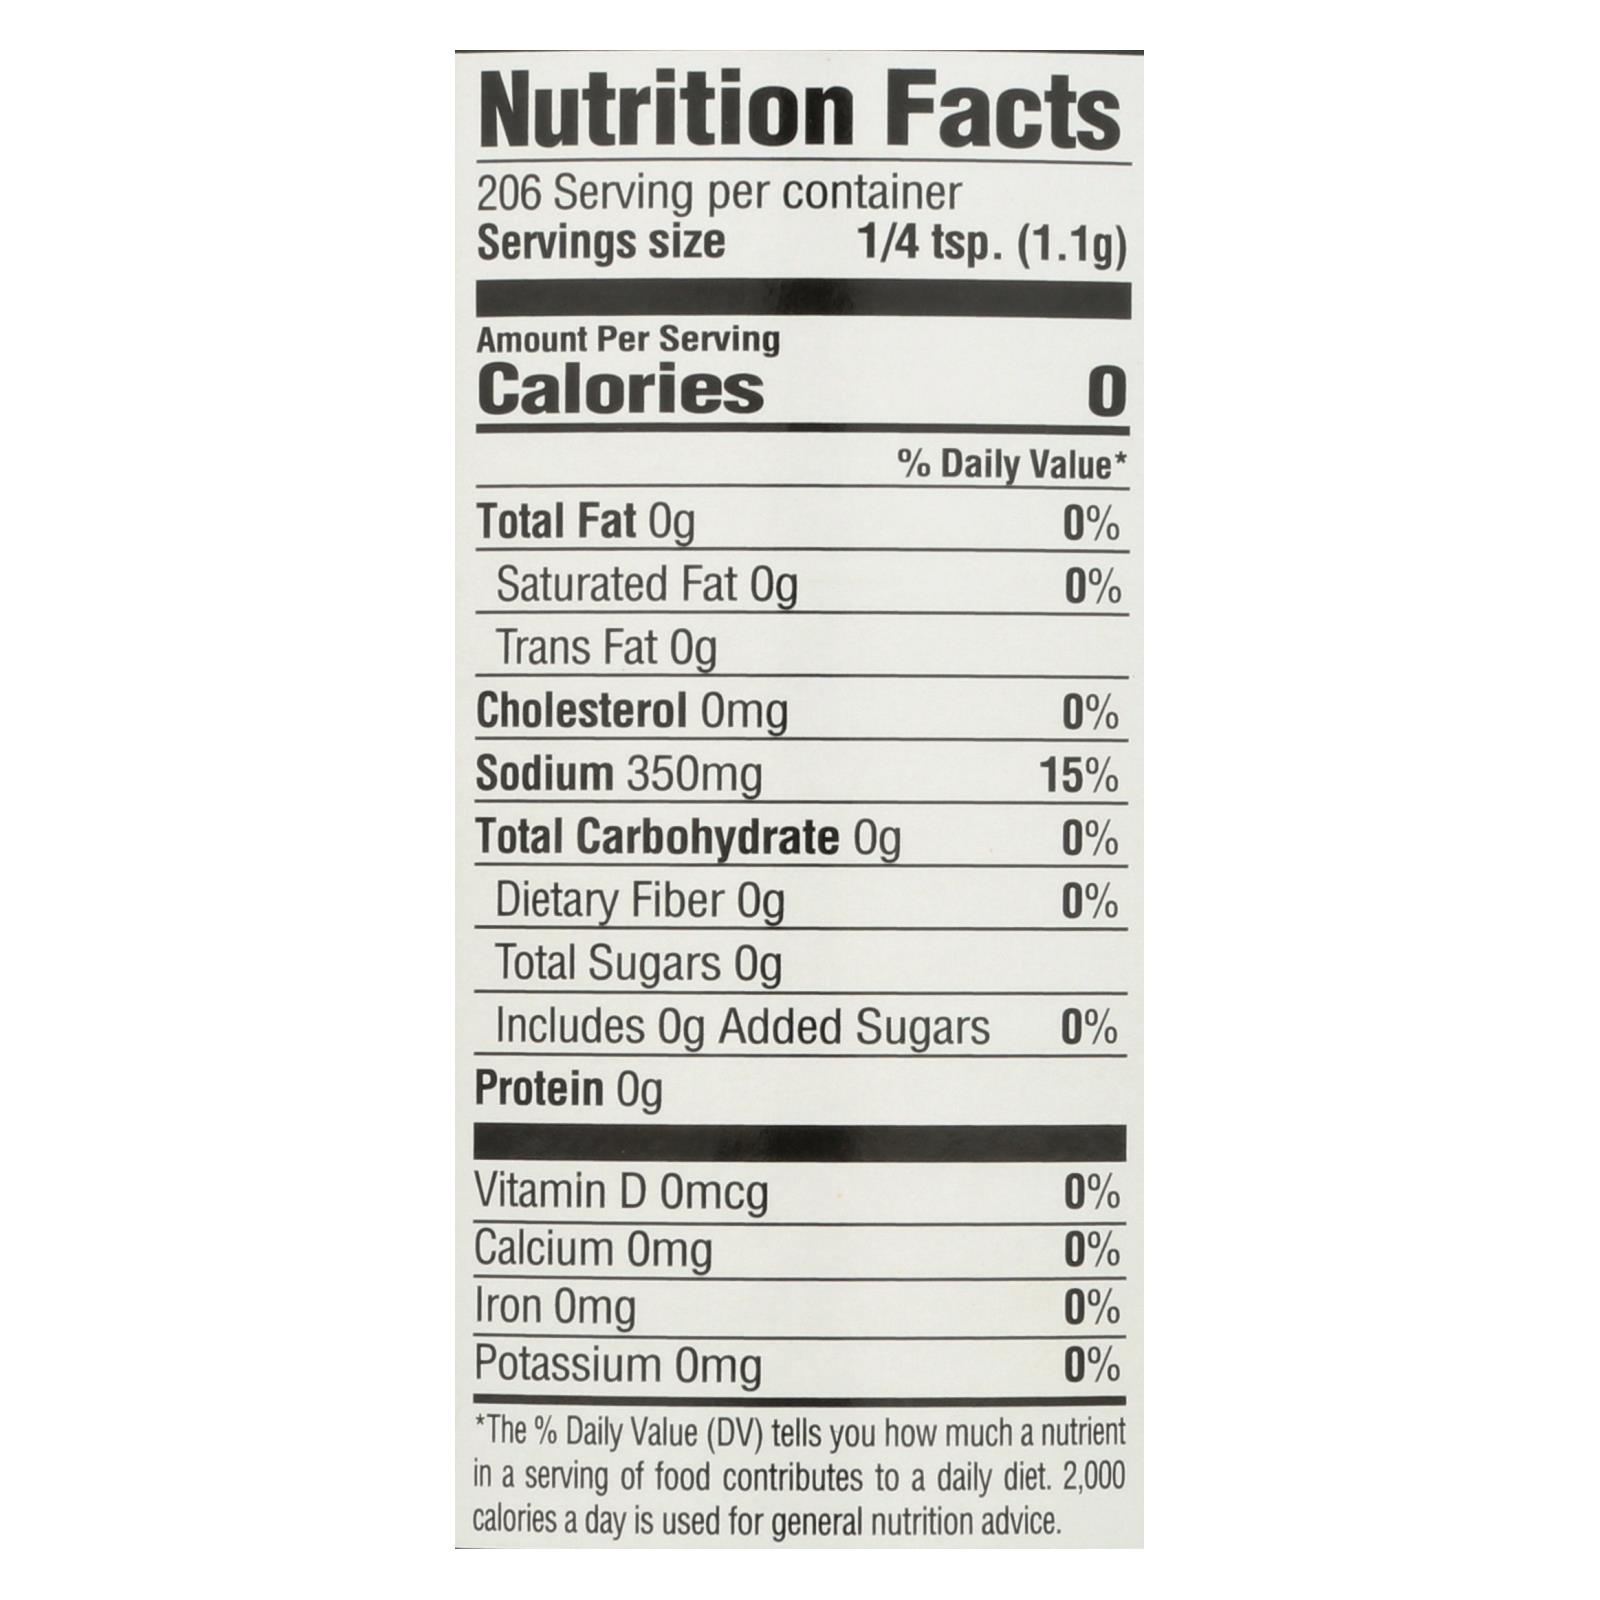 Nutrition Facts
206 Serving per container
Servings size 1/4 tsp. (1.1g)
Amount Per Serving
Calories 0
% Daily Value*
Total Fat 0g 0%
Saturated Fat 0g 0%
Trans Fat 0g
Cholesterol 0mg 0%
Sodium 350mg 15%
Total Carbohydrate 0g 0%
Dietary Fiber 0g 0%
Total Sugars 0g
Includes 0g Added Sugars 0%
Protein 0g
Vitamin D 0mcg 0%
Calcium 0mg 0%
Iron 0mg 0%
Potassium 0mg 0%
*The % Daily Value (DV) tells you how much a nutrient
in a serving of food contributes to a daily diet. 2,000
calories a day is used for general nutrition advice.